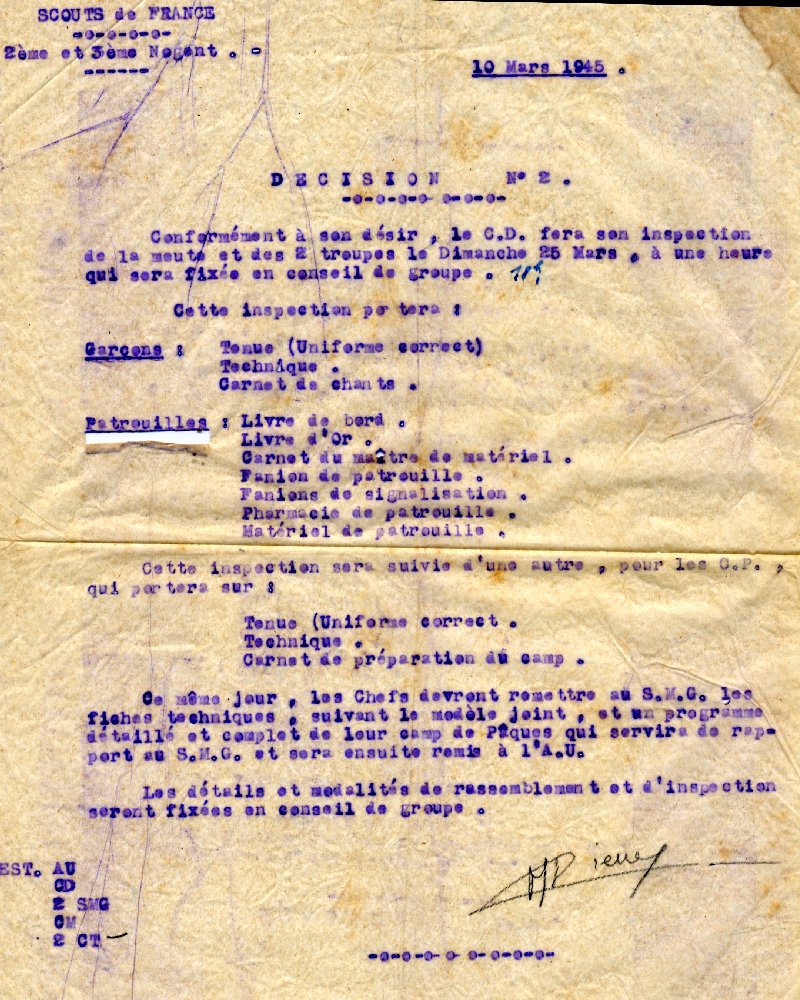 SCOUTS de FRANCE
-o-o-o-o-
2ème et 3ème Nogent . -
------
10 Mars 1945 .
D E C I S I O N   N° 2 .
-o-o-o-o-o-o-o-
Conformément à son désir , le C.D. fera son inspection
de la meute et des 2 troupes le Dimanche 25 Mars , à une heure
qui sera fixée en conseil de groupe .
Cette inspection portera :
Garçons : Tenue (Uniforme correct)
Technique .
Carnet de chants .
Patrouilles : Livre de bord .
Livre d'Or .
Carnet du maître de matériel .
Fanion de patrouille .
Fanions de signalisation .
Pharmacie de patrouille .
Matériel de patrouille .
Cette inspection sera suivie d'une autre , pour les C.P. ,
qui portera sur :
Tenue (Uniforme correct .
Technique .
Carnet de préparation du camp .
Ce même jour , les Chefs devront remettre au S.M.G. les
fiches techniques , suivant le modèle joint , et un programme
détaillé et complet de leur camp de Pâques qui servira de rap-
port au S.M.G. et sera ensuite remis à l'A.U.
Les détails et modalités de rassemblement et d'inspection
seront fixées en conseil de groupe .
EST. AU
CD
2 SMG
CM
2 CT -
-o-o-o-o-o-o-o-